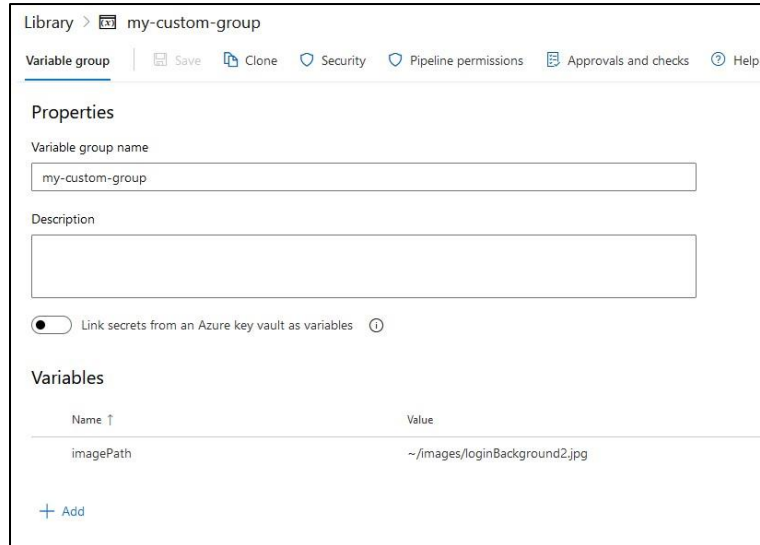 Library > my-custom-group
Variable group Save Clone Security Pipeline permissions Approvals and checks Help
Properties
Variable group name
my-custom-group
Description
Link secrets from an Azure key vault as variables
Variables
Name ↑ Value
imagePath ~/images/loginBackground2.jpg
+ Add